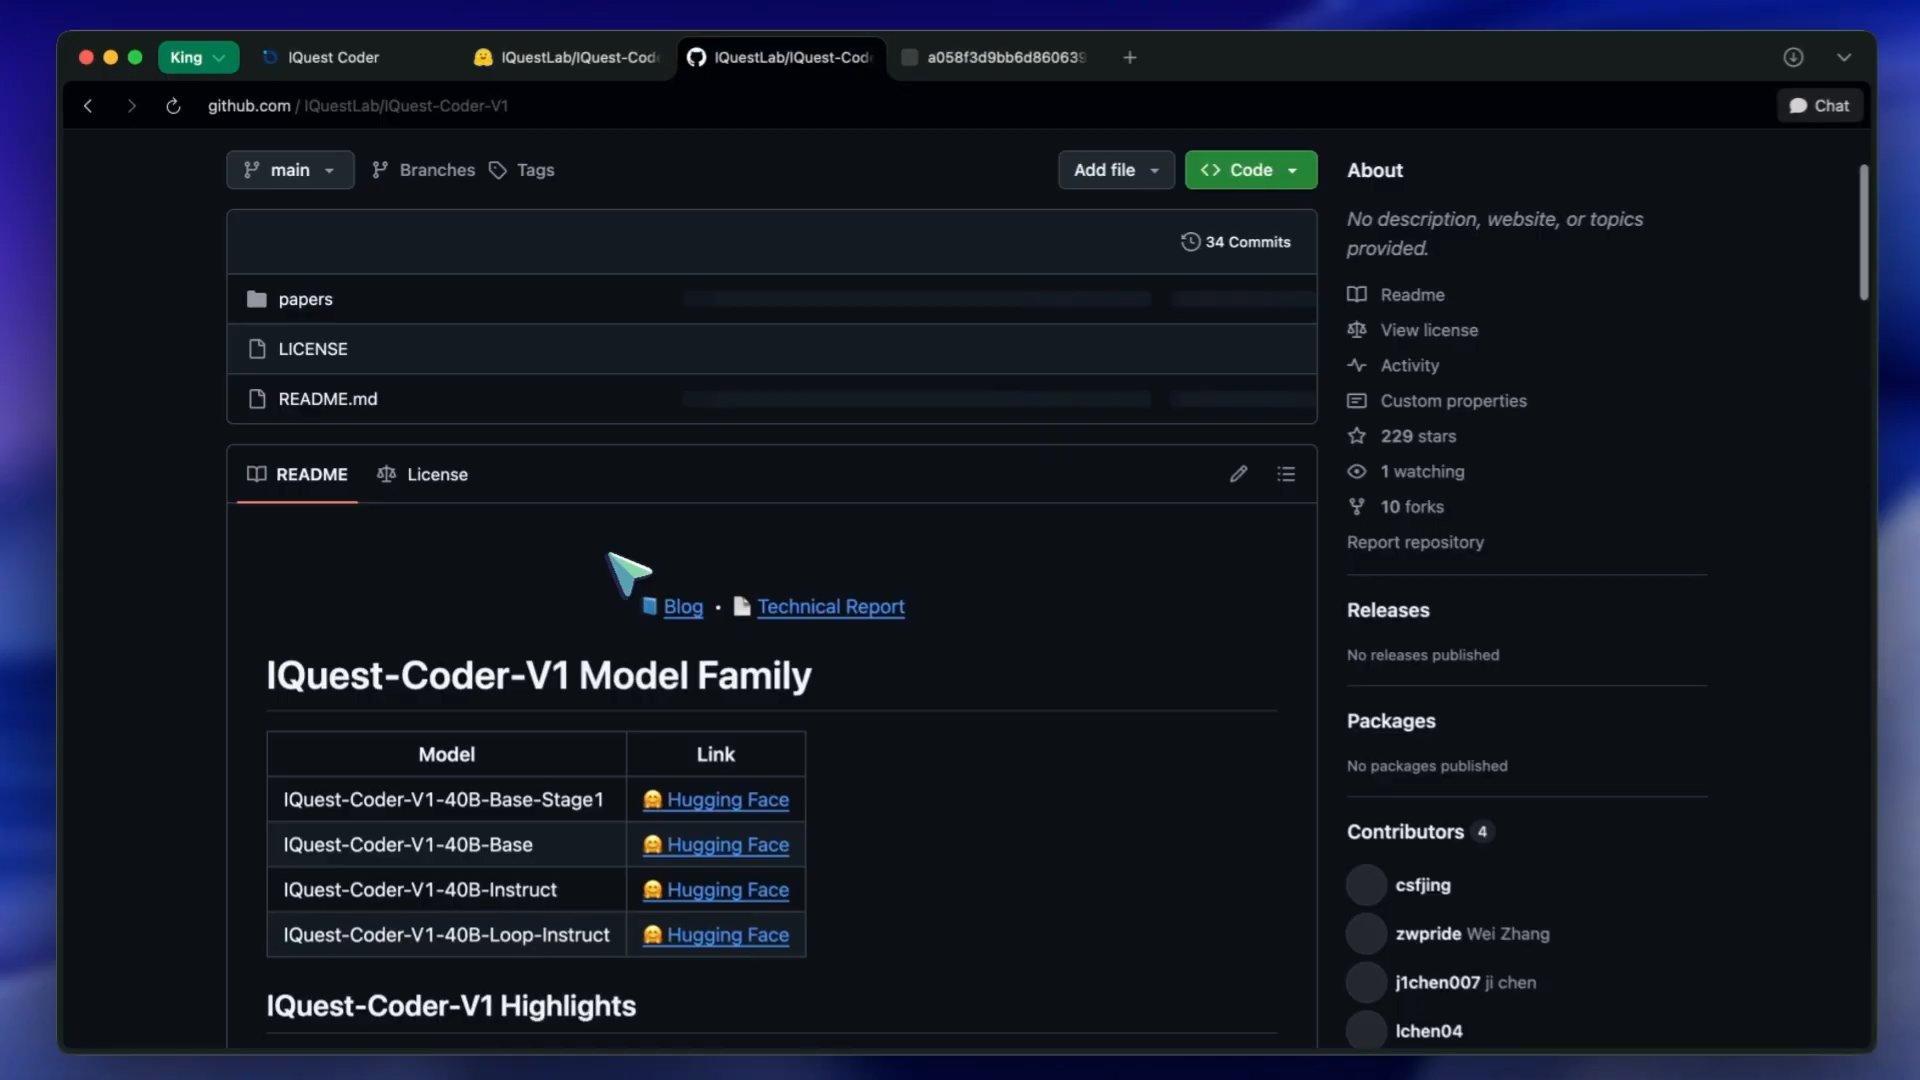 King
IQuest Coder
IQuestLab/IQuest-Cod
IQuestLab/IQuest-Cod
a058f3d9bb6d860639
github.com / IQuestLab/IQuest-Coder-V1
Chat
main
Branches
Tags
Add file
Code
34 Commits
papers
LICENSE
README.md
README
License
Blog • Technical Report
IQuest-Coder-V1 Model Family
Model Link
IQuest-Coder-V1-40B-Base-Stage1 Hugging Face
IQuest-Coder-V1-40B-Base Hugging Face
IQuest-Coder-V1-40B-Instruct Hugging Face
IQuest-Coder-V1-40B-Loop-Instruct Hugging Face
IQuest-Coder-V1 Highlights
About
No description, website, or topics
provided.
Readme
View license
Activity
Custom properties
229 stars
1 watching
10 forks
Report repository
Releases
No releases published
Packages
No packages published
Contributors 4
csfjing
zwpride Wei Zhang
j1chen007 ji chen
lchen04